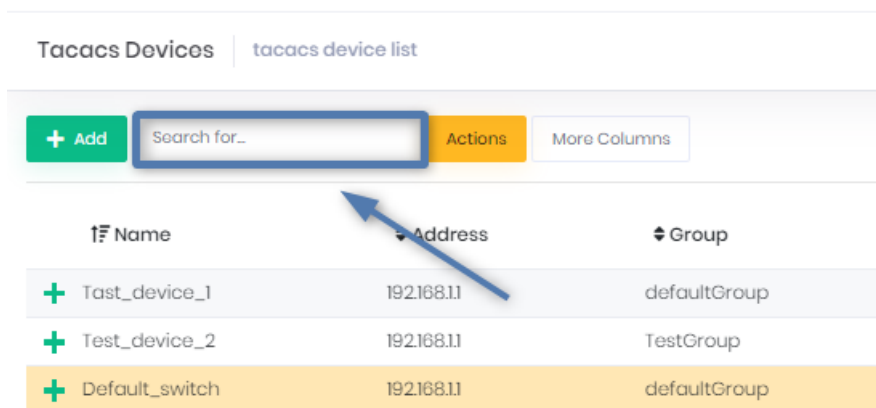 Tacacs Devices tacacs device list
+ Add Search for... Actions More Columns
Name Address Group
Tast_device_1 192.168.1.1 defaultGroup
Test_device_2 192.168.1.1 TestGroup
Default_switch 192.168.1.1 defaultGroup